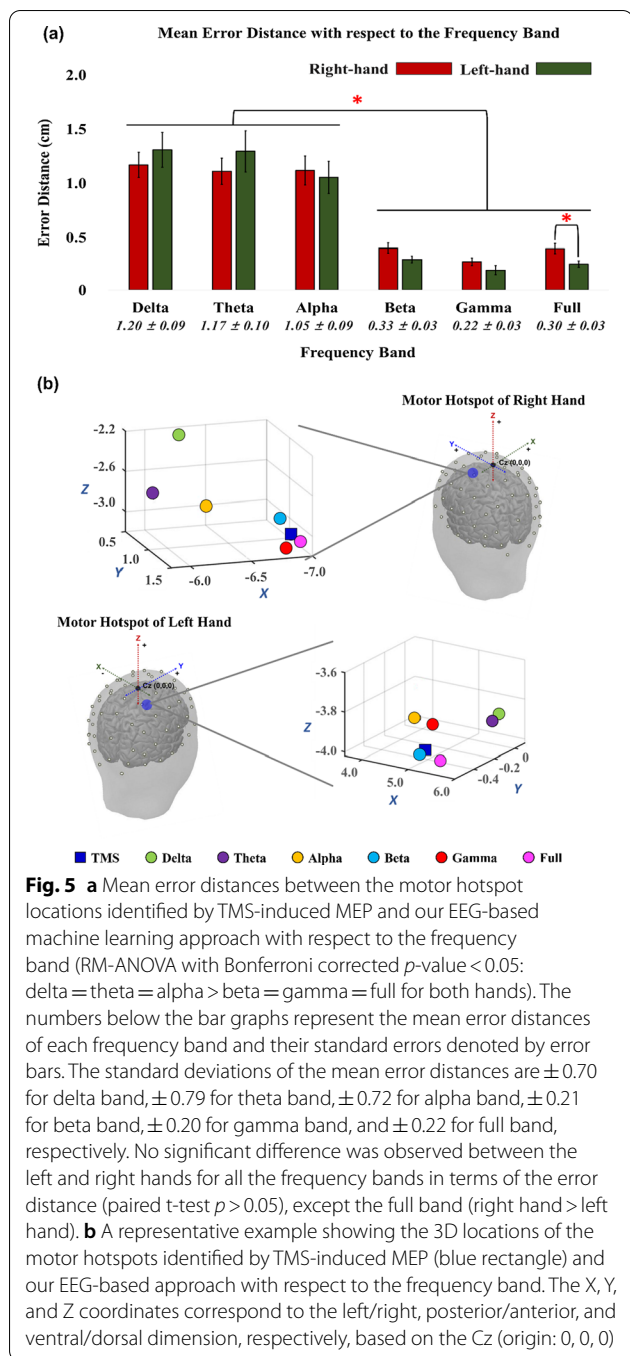 (a)
Mean Error Distance with respect to the Frequency Band
Right-hand Left-hand
Error Distance (cm)
2.0
1.5
1.0
0.5
0
*
*
Delta Theta Alpha Beta Gamma Full
1.20 ± 0.09 1.17 ± 0.10 1.05 ± 0.09 0.33 ± 0.03 0.22 ± 0.03 0.30 ± 0.03
Frequency Band
(b)
Motor Hotspot of Right Hand
-2.2
-2.6
-3.0
Z
0.5
1.0
1.5
Y
-6.0
-6.5
-7.0
X
Z
+
Y
+
X
+
Cz (0,0,0)
Motor Hotspot of Left Hand
Z
+
X
+
Y
+
Cz (0,0,0)
-3.6
-3.8
-4.0
Z
4.0
5.0
6.0
X
0
-0.2
-0.4
Y
TMS Delta Theta Alpha Beta Gamma Full
Fig. 5 a Mean error distances between the motor hotspot
locations identified by TMS-induced MEP and our EEG-based
machine learning approach with respect to the frequency
band (RM-ANOVA with Bonferroni corrected p-value < 0.05:
delta = theta = alpha > beta = gamma = full for both hands). The
numbers below the bar graphs represent the mean error distances
of each frequency band and their standard errors denoted by error
bars. The standard deviations of the mean error distances are ± 0.70
for delta band, ± 0.79 for theta band, ± 0.72 for alpha band, ± 0.21
for beta band, ± 0.20 for gamma band, and ± 0.22 for full band,
respectively. No significant difference was observed between the
left and right hands for all the frequency bands in terms of the error
distance (paired t-test p > 0.05), except the full band (right hand > left
hand). b A representative example showing the 3D locations of the
motor hotspots identified by TMS-induced MEP (blue rectangle) and
our EEG-based approach with respect to the frequency band. The X, Y,
and Z coordinates correspond to the left/right, posterior/anterior, and
ventral/dorsal dimension, respectively, based on the Cz (origin: 0, 0, 0)